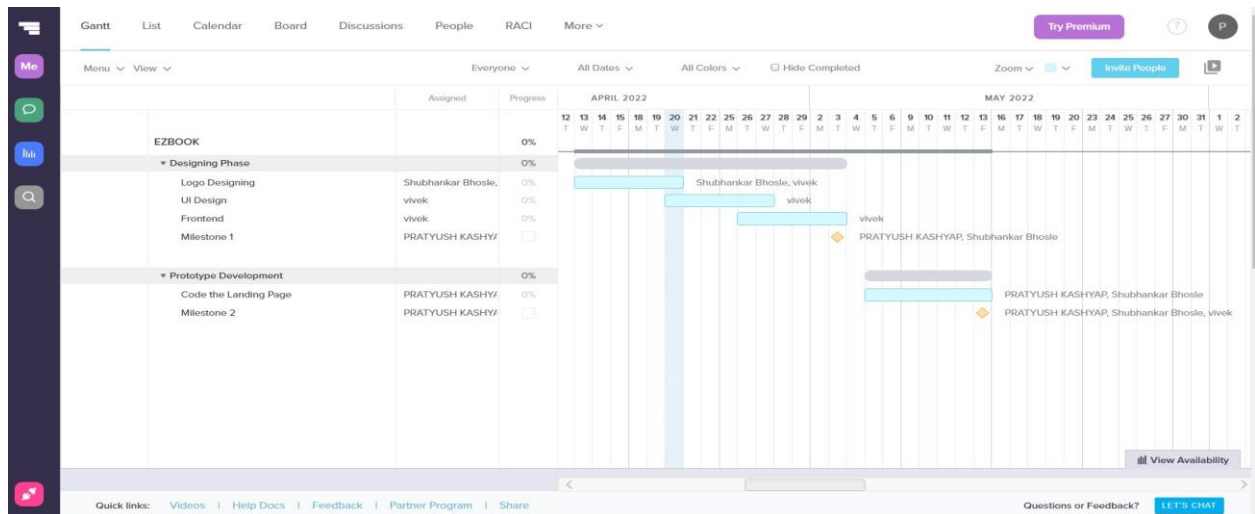 Gantt List Calendar Board Discussions People RACI More Try Premium ? P
Me Menu View Everyone All Dates All Colors Hide Completed Zoom Invite People
Assigned Progress APRIL 2022 MAY 2022
12 13 14 15 18 19 20 21 22 25 26 27 28 29 2 3 4 5 6 9 10 11 12 13 16 17 18 19 20 23 24 25 26 27 30 31 1 2
T W T F M T W T F M T W T F M T W T F M T W T F M T W T F M T W T F M T W T
EZBOOK 0%
Designing Phase 0%
Logo Designing Shubhankar Bhosle, 0% Shubhankar Bhosle, vivek
UI Design vivek 0% vivek
Frontend vivek 0% vivek
Milestone 1 PRATYUSH KASHYA PRATYUSH KASHYAP, Shubhankar Bhosle
Prototype Development 0%
Code the Landing Page PRATYUSH KASHYA 0% PRATYUSH KASHYAP, Shubhankar Bhosle
Milestone 2 PRATYUSH KASHYA PRATYUSH KASHYAP, Shubhankar Bhosle, vivek
View Availability
Quick links: Videos | Help Docs | Feedback | Partner Program | Share Questions or Feedback? LET'S CHAT